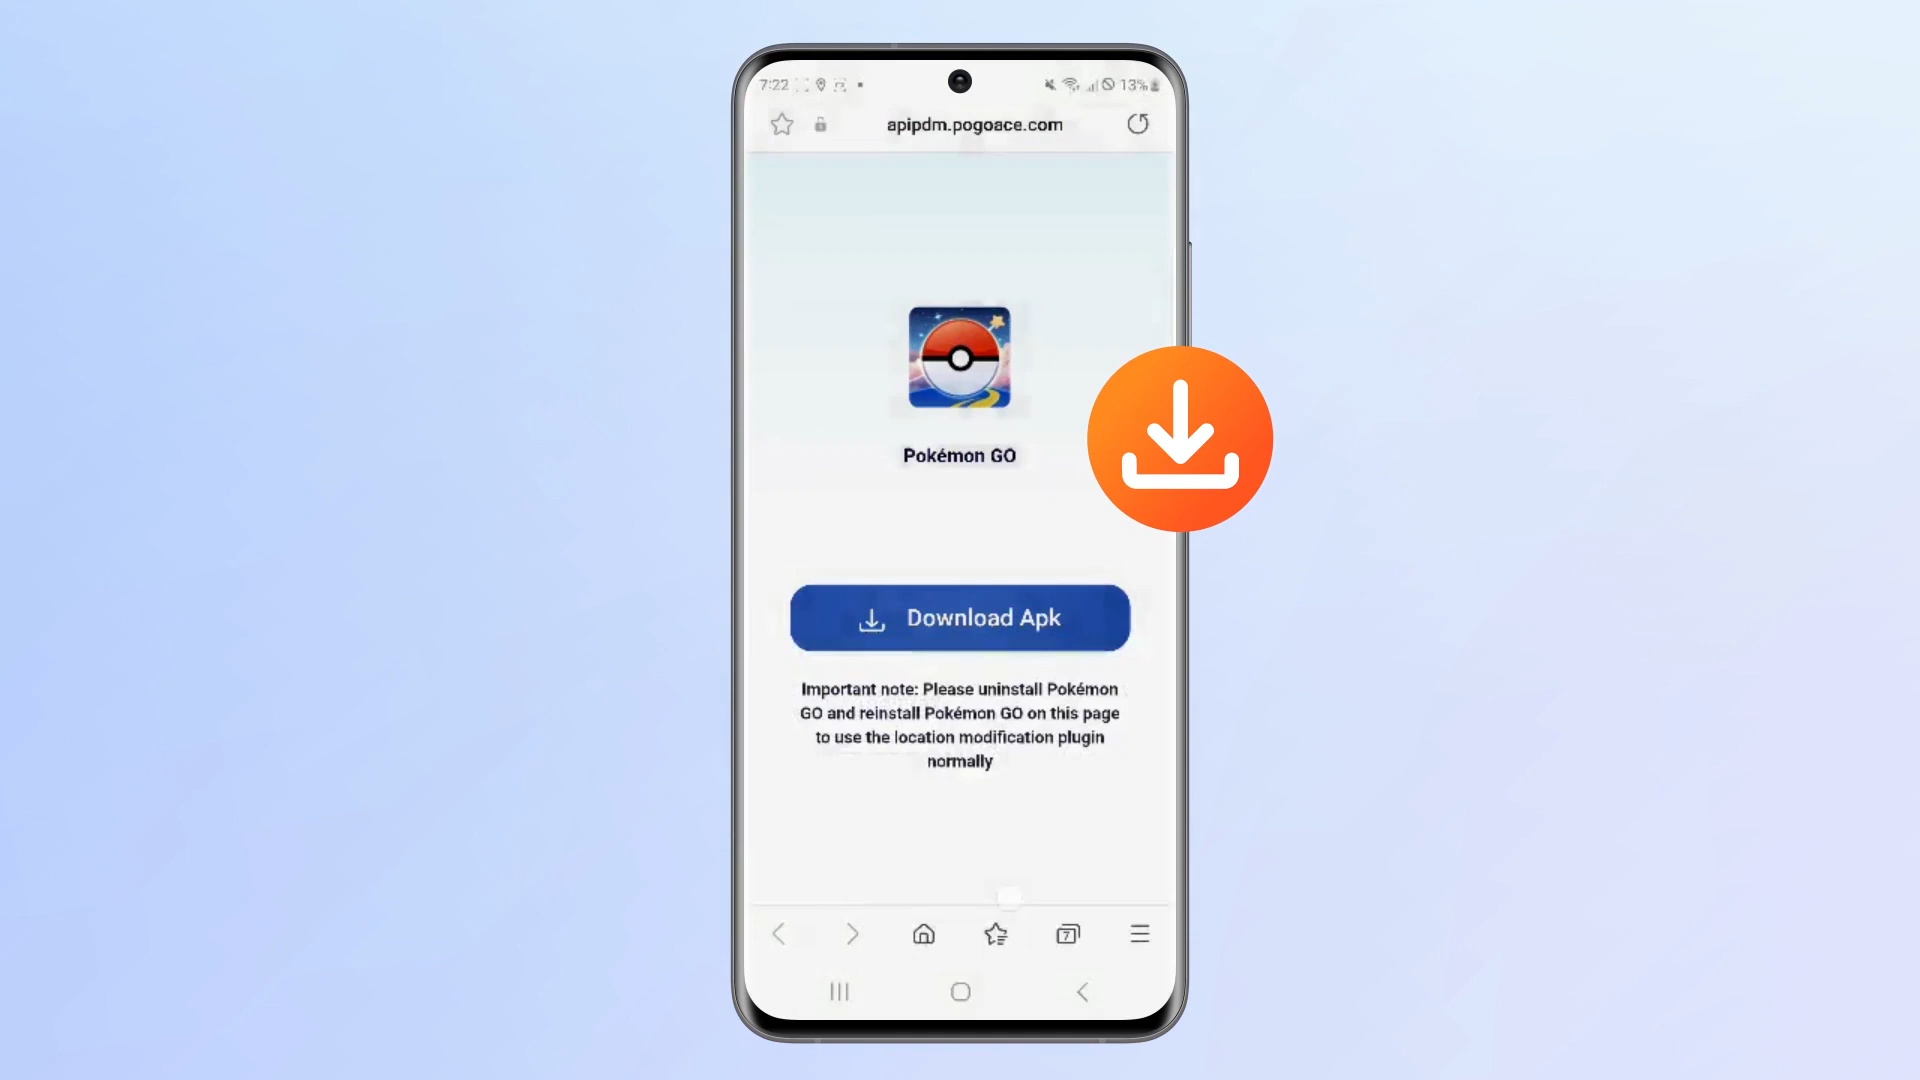 7:22
13%
apipdm.pogoace.com
Pokémon GO
Download Apk
Important note: Please uninstall Pokémon
GO and reinstall Pokémon GO on this page
to use the location modification plugin
normally
7